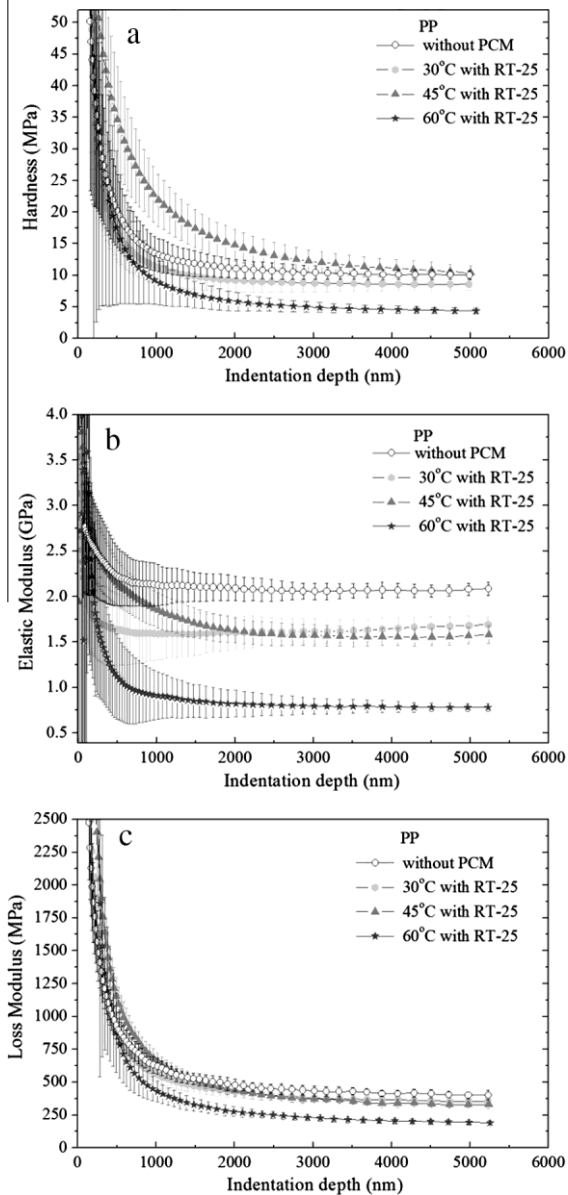 a
PP
without PCM
30°C with RT-25
45°C with RT-25
60°C with RT-25
Hardness (MPa)
50
45
40
35
30
25
20
15
10
5
0
0 1000 2000 3000 4000 5000 6000
Indentation depth (nm)
b
PP
without PCM
30°C with RT-25
45°C with RT-25
60°C with RT-25
Elastic Modulus (GPa)
4.0
3.5
3.0
2.5
2.0
1.5
1.0
0.5
0 1000 2000 3000 4000 5000 6000
Indentation depth (nm)
c
PP
without PCM
30°C with RT-25
45°C with RT-25
60°C with RT-25
Loss Modulus (MPa)
2500
2250
2000
1750
1500
1250
1000
750
500
250
0
0 1000 2000 3000 4000 5000 6000
Indentation depth (nm)